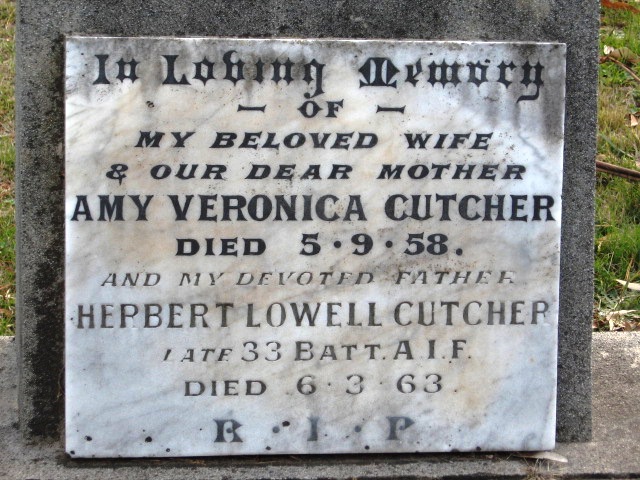 In Loving Memory
— OF —
MY BELOVED WIFE
& OUR DEAR MOTHER
AMY VERONICA CUTCHER
DIED 5·9·58.
AND MY DEVOTED FATHER
HERBERT LOWELL CUTCHER
LATE 33 BATT. A.I.F.
DIED 6·3·63
R·I·P